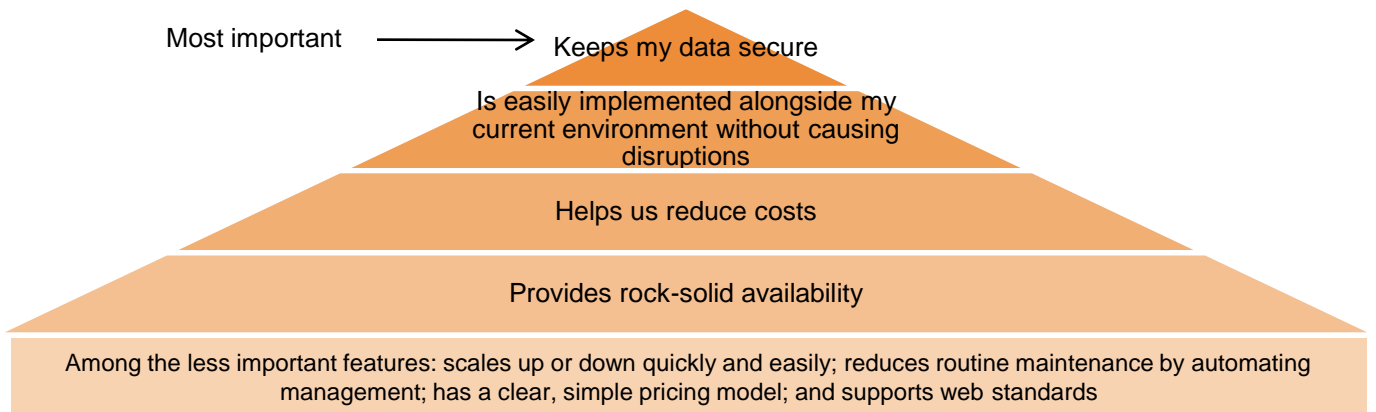 Most important
Keeps my data secure
Is easily implemented alongside my
current environment without causing
disruptions
Helps us reduce costs
Provides rock-solid availability
Among the less important features: scales up or down quickly and easily; reduces routine maintenance by automating
management; has a clear, simple pricing model; and supports web standards